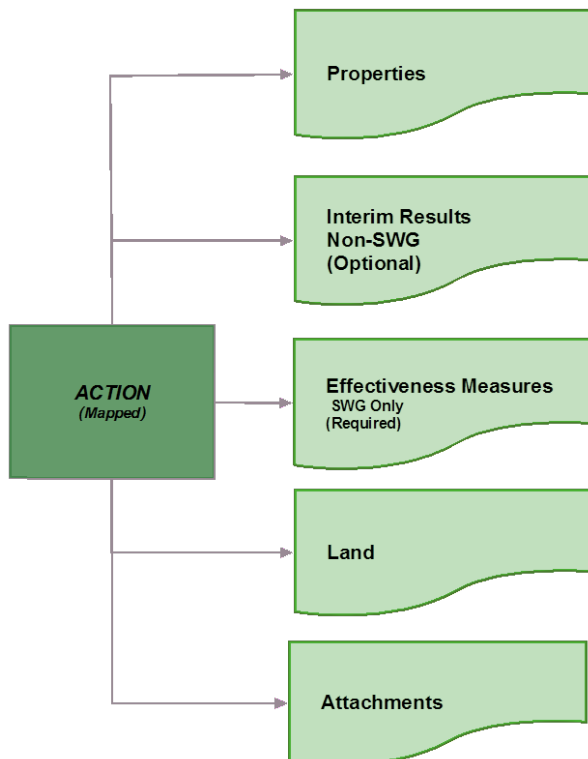 Properties
Interim Results
Non-SWG
(Optional)
ACTION
(Mapped)
Effectiveness Measures
SWG Only
(Required)
Land
Attachments